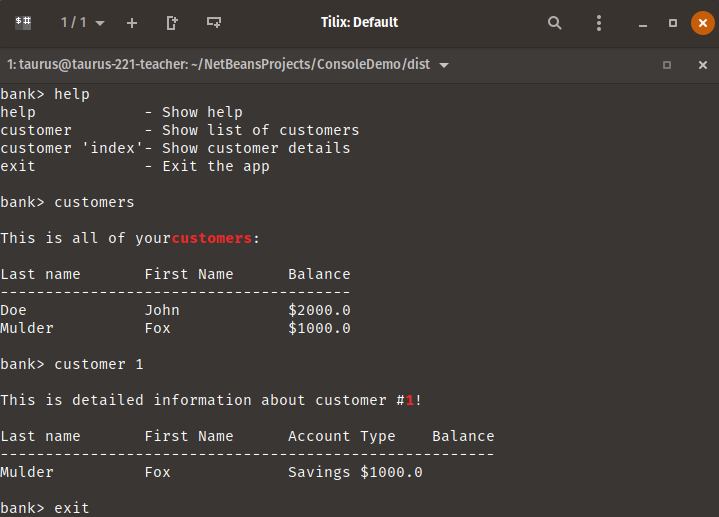 1 / 1
Tilix: Default
1: taurus@taurus-221-teacher: ~/NetBeansProjects/ConsoleDemo/dist
bank> help
help            - Show help
customer        - Show list of customers
customer 'index'- Show customer details
exit            - Exit the app
bank> customers
This is all of yourcustomers:
Last name       First Name      Balance
---------------------------------------
Doe             John            $2000.0
Mulder          Fox             $1000.0
bank> customer 1
This is detailed information about customer #1!
Last name       First Name      Account Type    Balance
-------------------------------------------------------
Mulder          Fox             Savings $1000.0
bank> exit